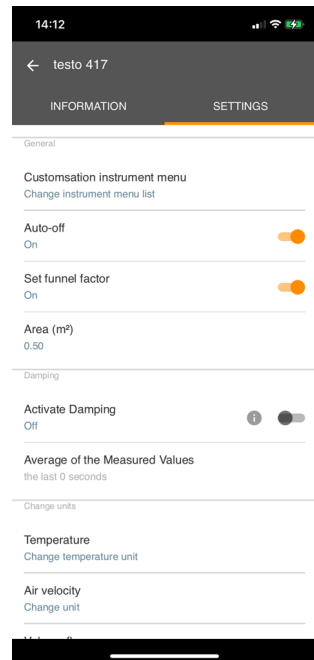 14:12
testo 417
INFORMATION SETTINGS
General
Customsation instrument menu
Change instrument menu list
Auto-off
On
Set funnel factor
On
Area (m²)
0.50
Damping
Activate Damping
Off
Average of the Measured Values
the last 0 seconds
Change units
Temperature
Change temperature unit
Air velocity
Change unit